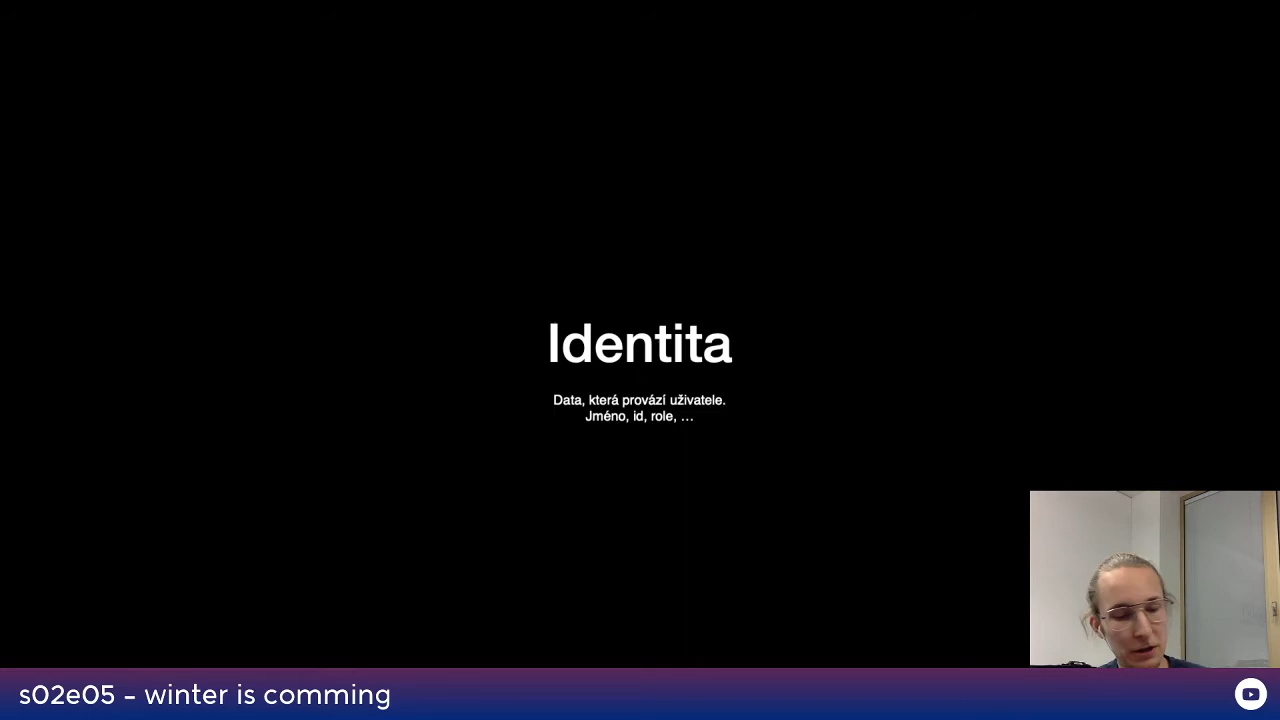 Identita
Data, která provází uživatele.
Jméno, id, role, …
s02e05 - winter is comming